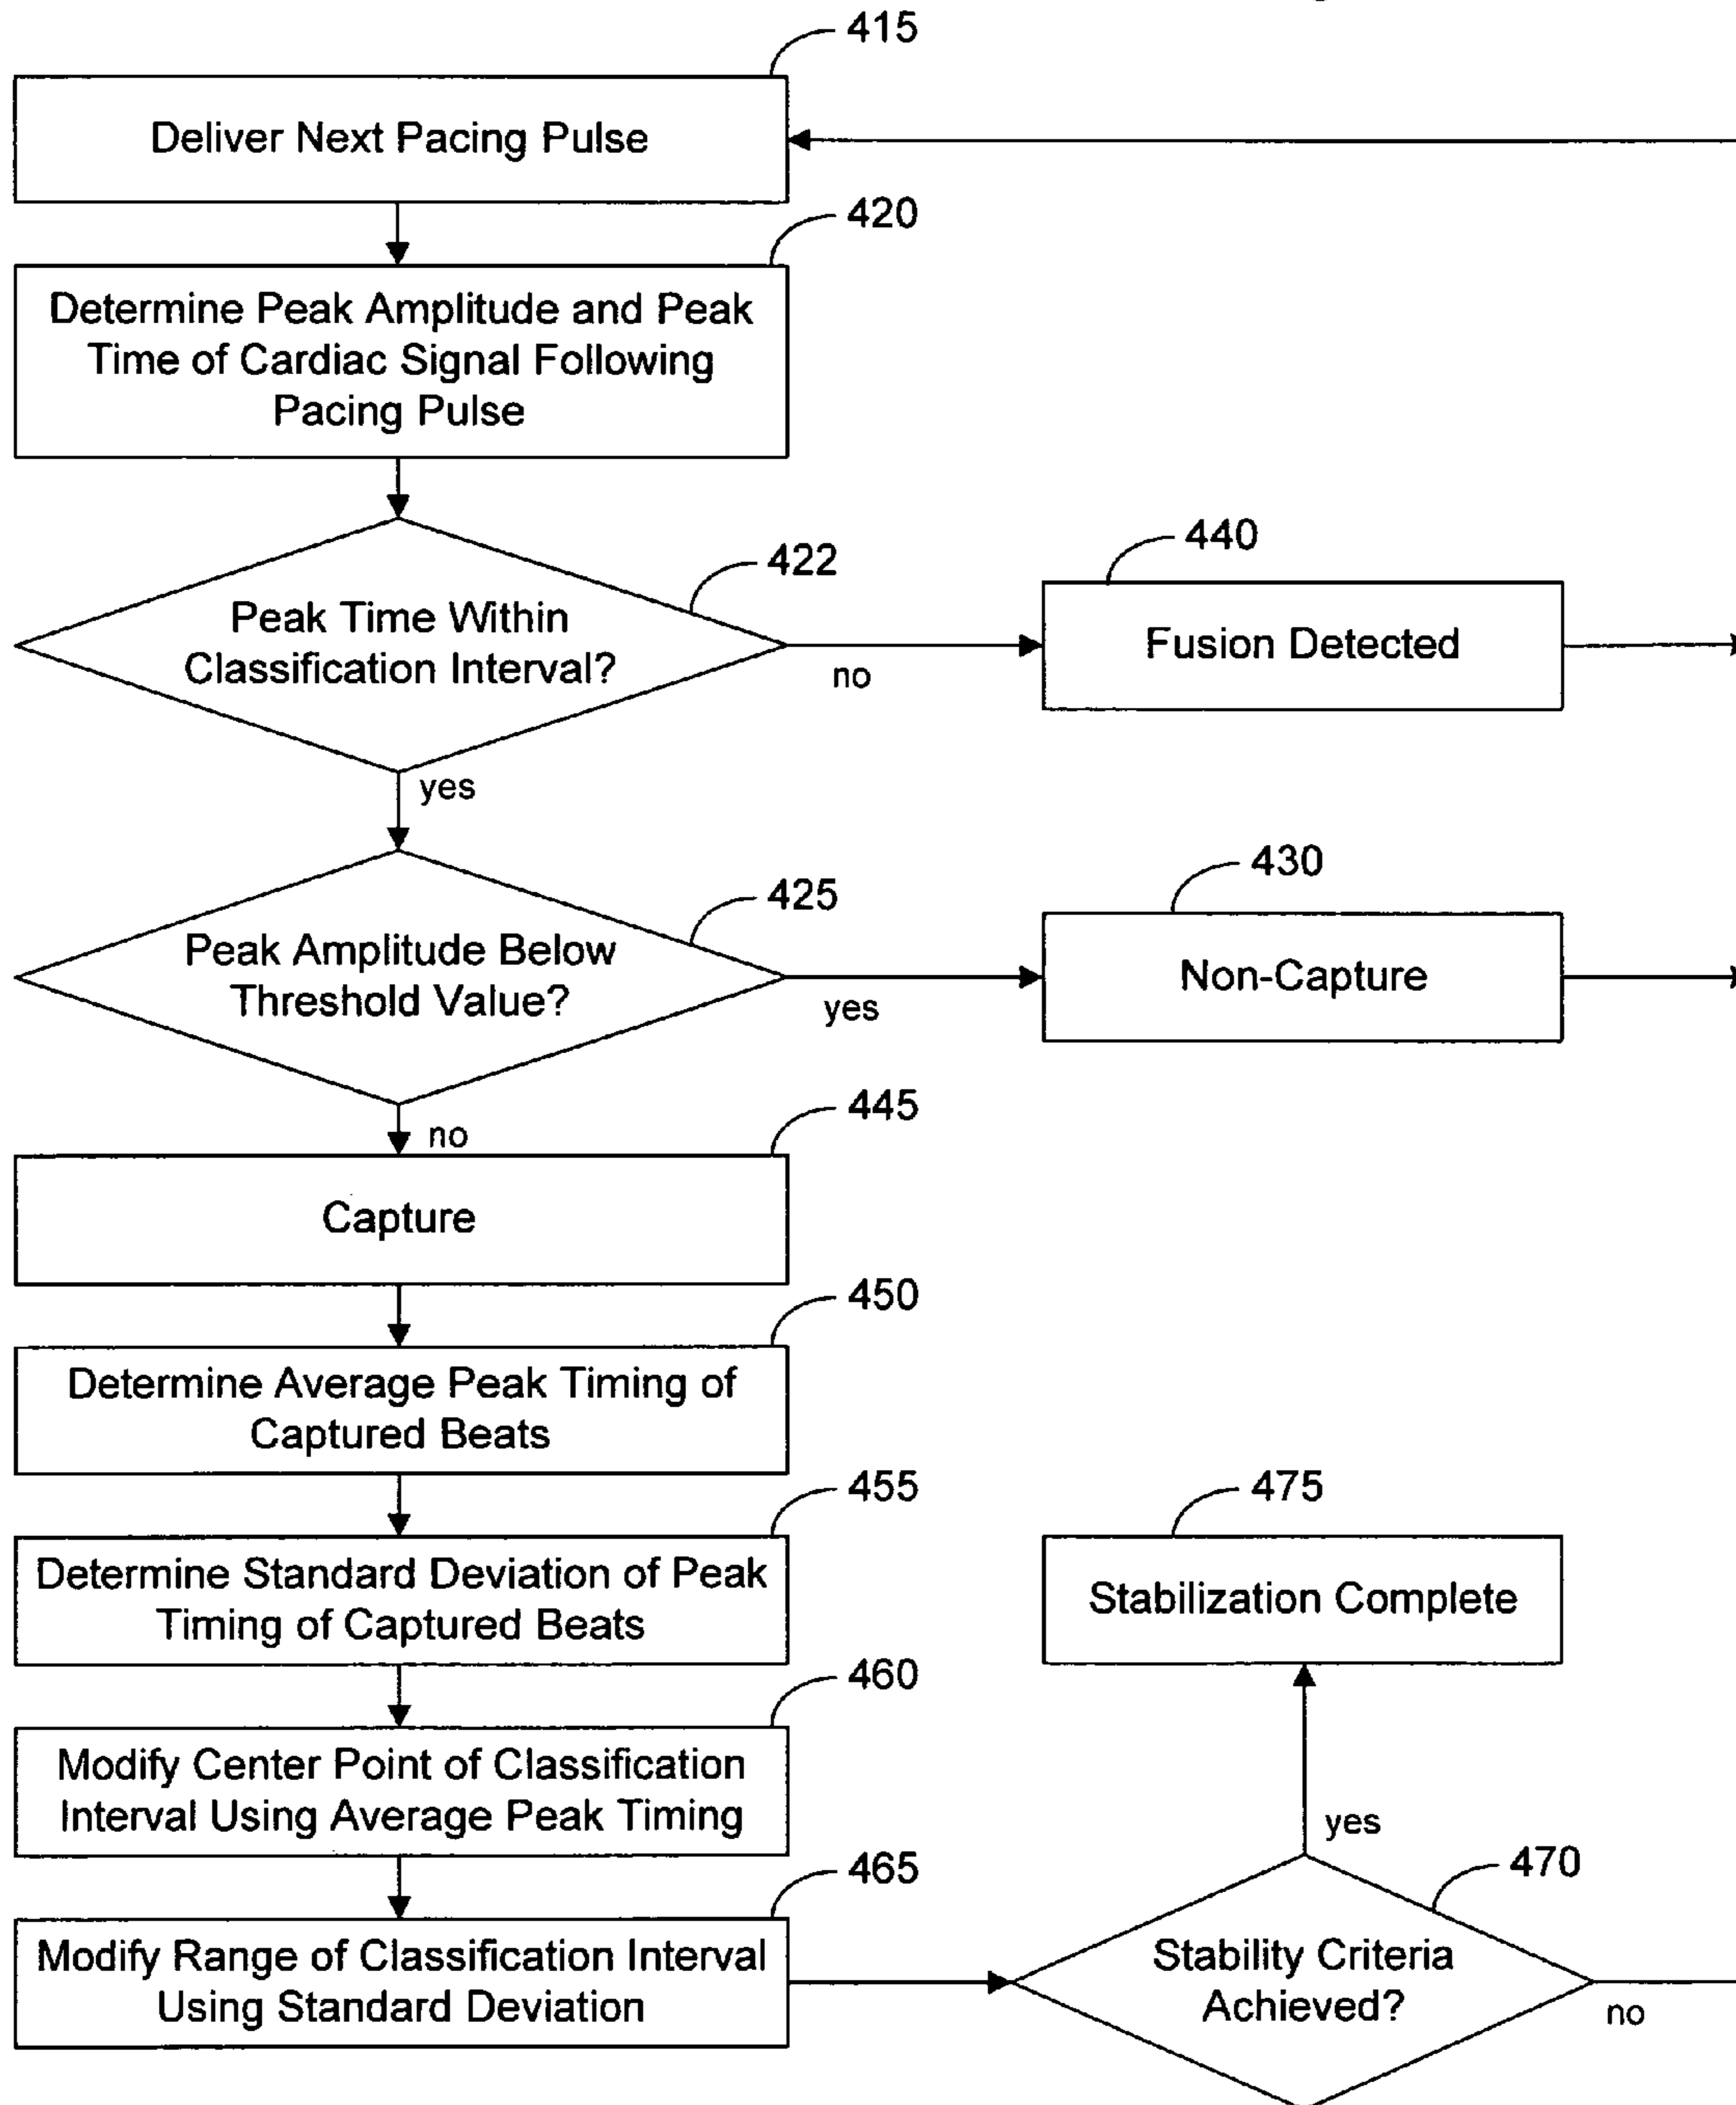 415
Deliver Next Pacing Pulse
420
Determine Peak Amplitude and Peak
Time of Cardiac Signal Following
Pacing Pulse
422
Peak Time Within
Classification Interval?
no
440
Fusion Detected
yes
425
Peak Amplitude Below
Threshold Value?
yes
430
Non-Capture
no
445
Capture
450
Determine Average Peak Timing of
Captured Beats
455
Determine Standard Deviation of Peak
Timing of Captured Beats
475
Stabilization Complete
460
Modify Center Point of Classification
Interval Using Average Peak Timing
yes
465
Modify Range of Classification Interval
Using Standard Deviation
470
Stability Criteria
Achieved?
no